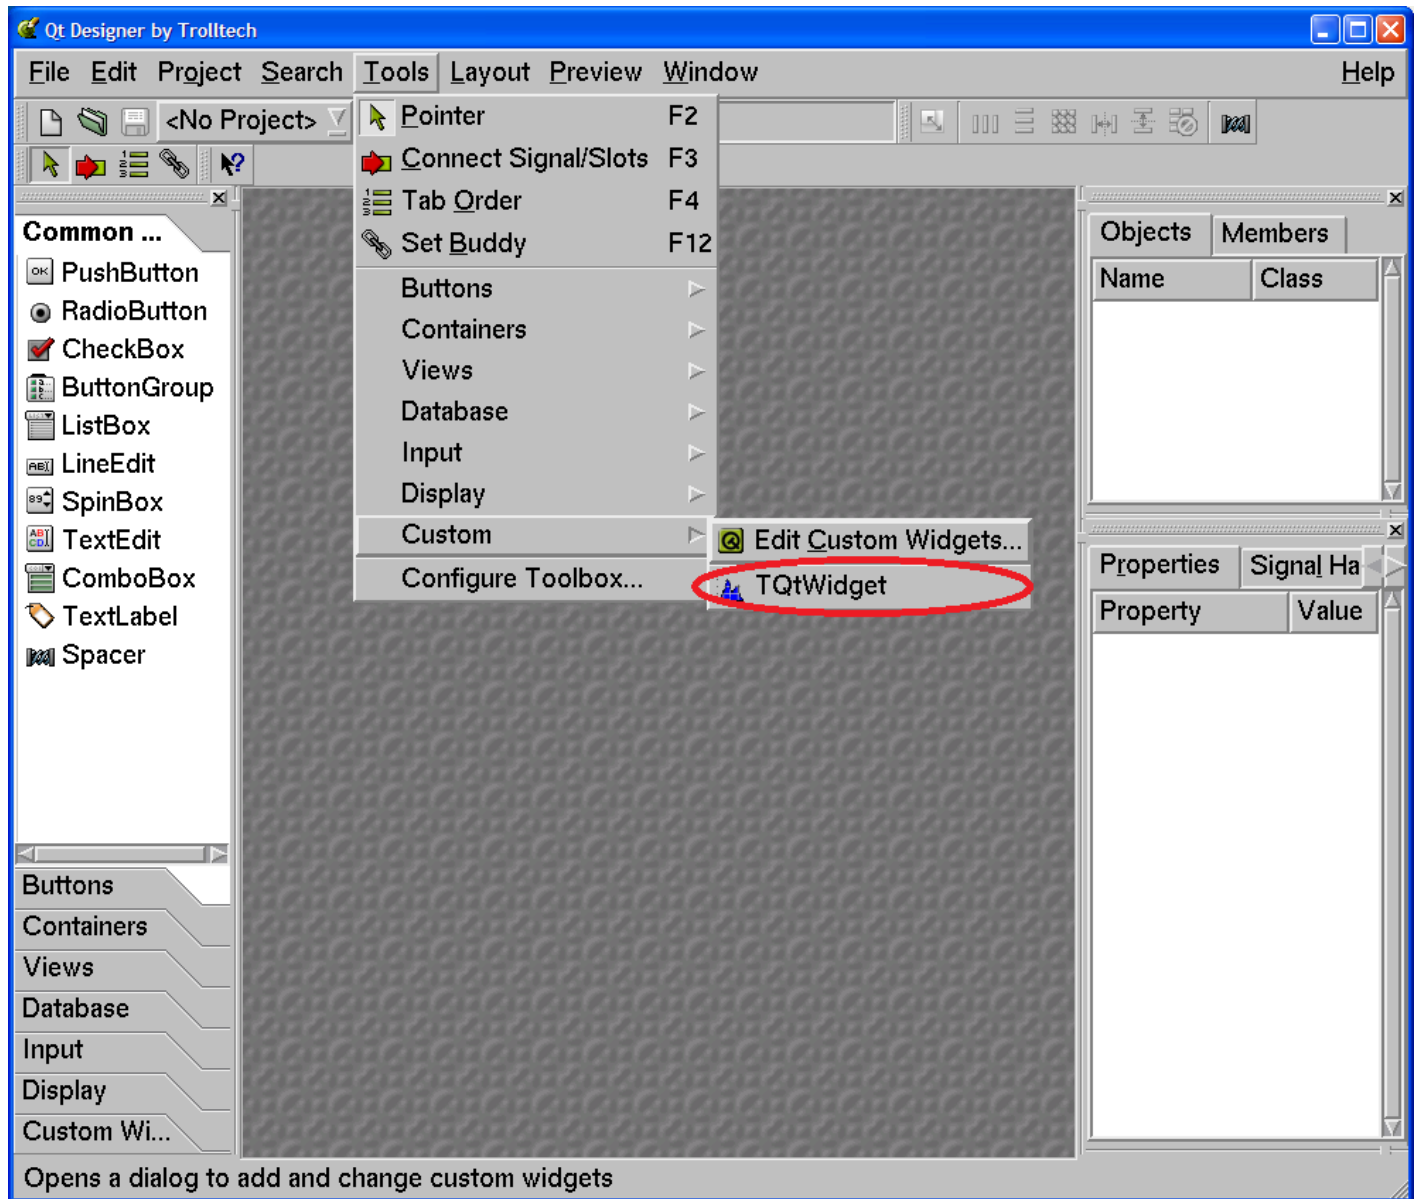 Qt Designer by Trolltech
File Edit Project Search Tools Layout Preview Window Help
<No Project>
Pointer F2
Connect Signal/Slots F3
Tab Order F4
Set Buddy F12
Buttons
Containers
Views
Database
Input
Display
Custom
Configure Toolbox...
Edit Custom Widgets...
TQtWidget
Common ...
PushButton
RadioButton
CheckBox
ButtonGroup
ListBox
LineEdit
SpinBox
TextEdit
ComboBox
TextLabel
Spacer
Buttons
Containers
Views
Database
Input
Display
Custom Wi...
Objects Members
Name Class
Properties Signal Ha
Property Value
Opens a dialog to add and change custom widgets